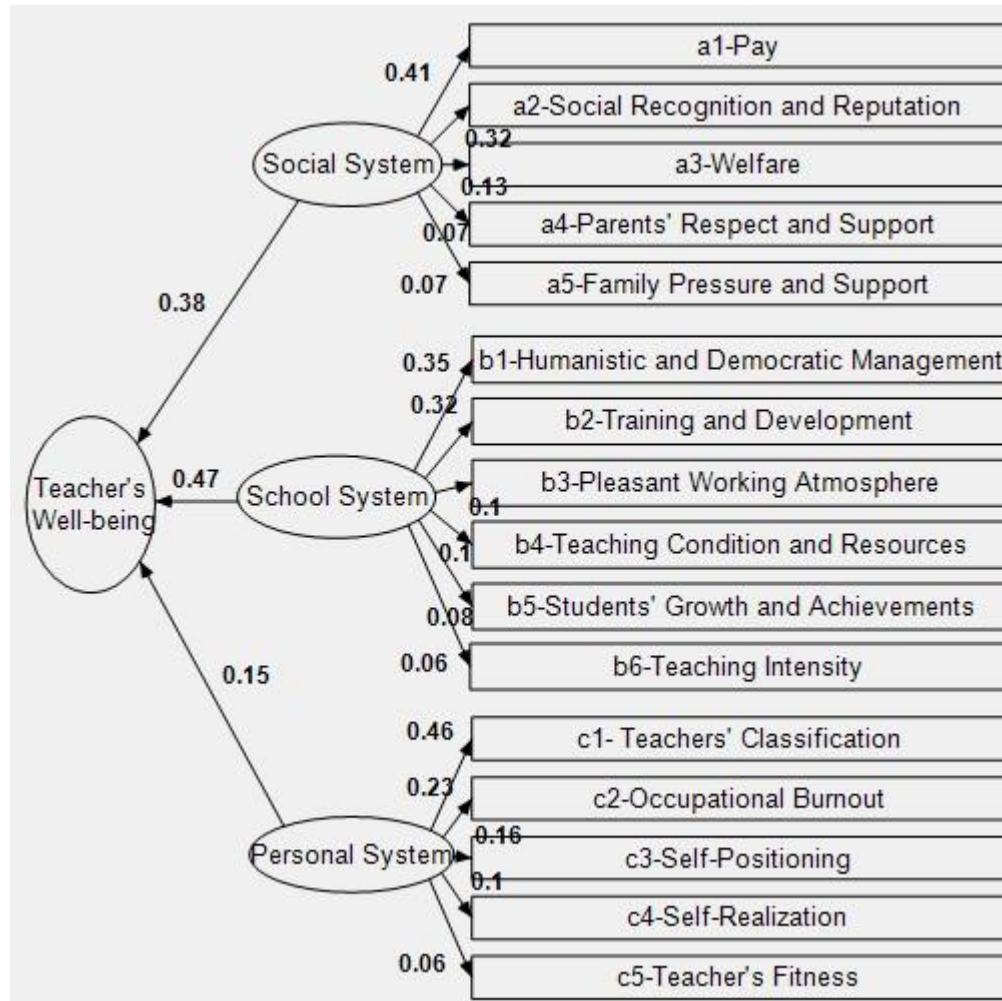 a1-Pay
0.41
a2-Social Recognition and Reputation
0.32
Social System
a3-Welfare
0.13
a4-Parents' Respect and Support
0.07
a5-Family Pressure and Support
0.07
0.38
b1-Humanistic and Democratic Management
0.35
b2-Training and Development
0.32
Teacher's
Well-being
0.47
School System
b3-Pleasant Working Atmosphere
0.1
b4-Teaching Condition and Resources
0.1
b5-Students' Growth and Achievements
0.08
b6-Teaching Intensity
0.06
0.15
c1- Teachers' Classification
0.46
c2-Occupational Burnout
0.23
0.16
Personal System
c3-Self-Positioning
0.1
c4-Self-Realization
0.06
c5-Teacher's Fitness